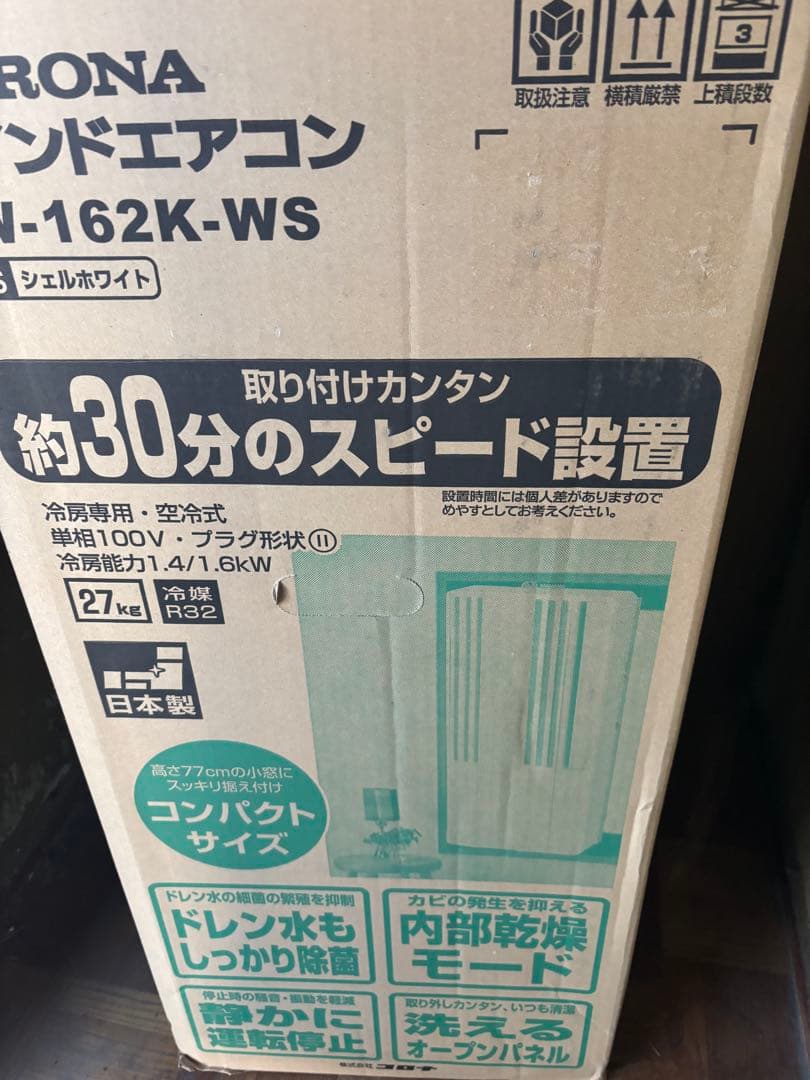 3
取扱注意 横積厳禁 上積段数
RONA
ンドエアコン
-162K-WS
シェルホワイト
取り付けカンタン
約30分のスピード設置
設置時間には個人差がありますので
めやすとしてお考えください。
冷房専用・空冷式
単相100V・プラグ形状
冷房能力1.4/1.6kW
27kg
冷媒
R32
日本製
高さ77cmの小窓に
スッキリ据え付け
コンパクト
サイズ
ドレン水の細菌の繁殖を抑制
ドレン水も
しっかり除菌
カビの発生を抑える
内部乾燥
モード
停止時の騒音・振動を軽減
静かに
運転停止
取り外しカンタン、いつも清潔
洗える
オープンパネル
株式会社コロナ